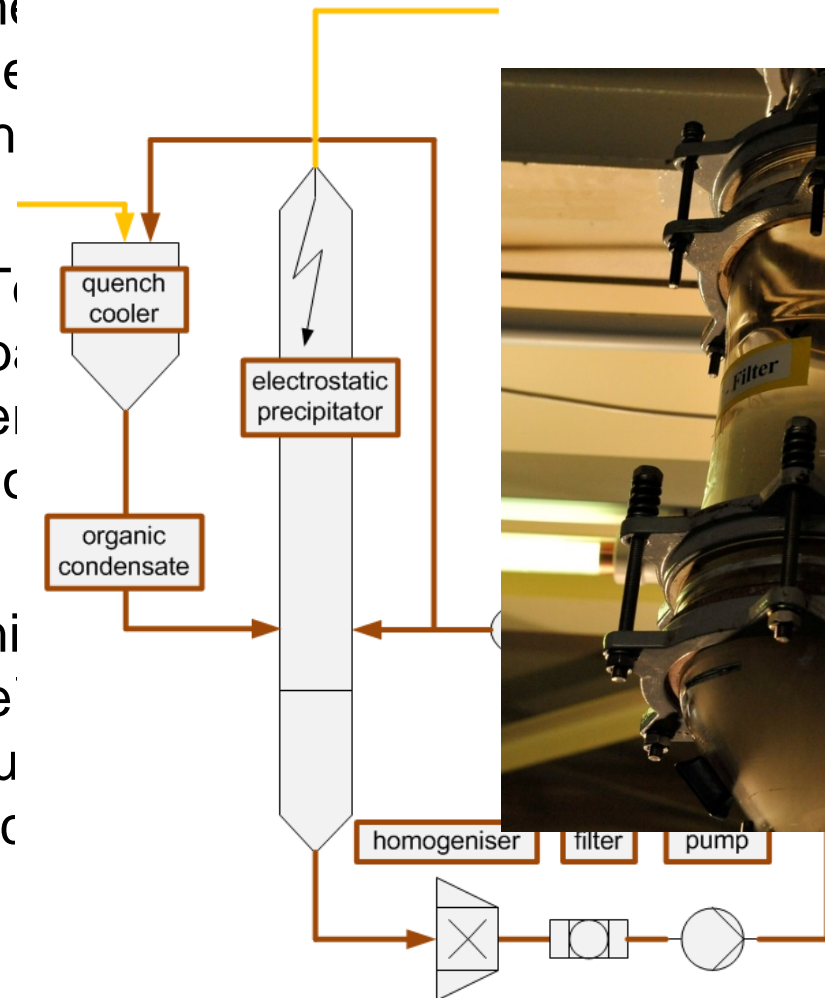 quench
cooler
electrostatic
precipitator
. Filter
organic
condensate
homogeniser
filter
pump